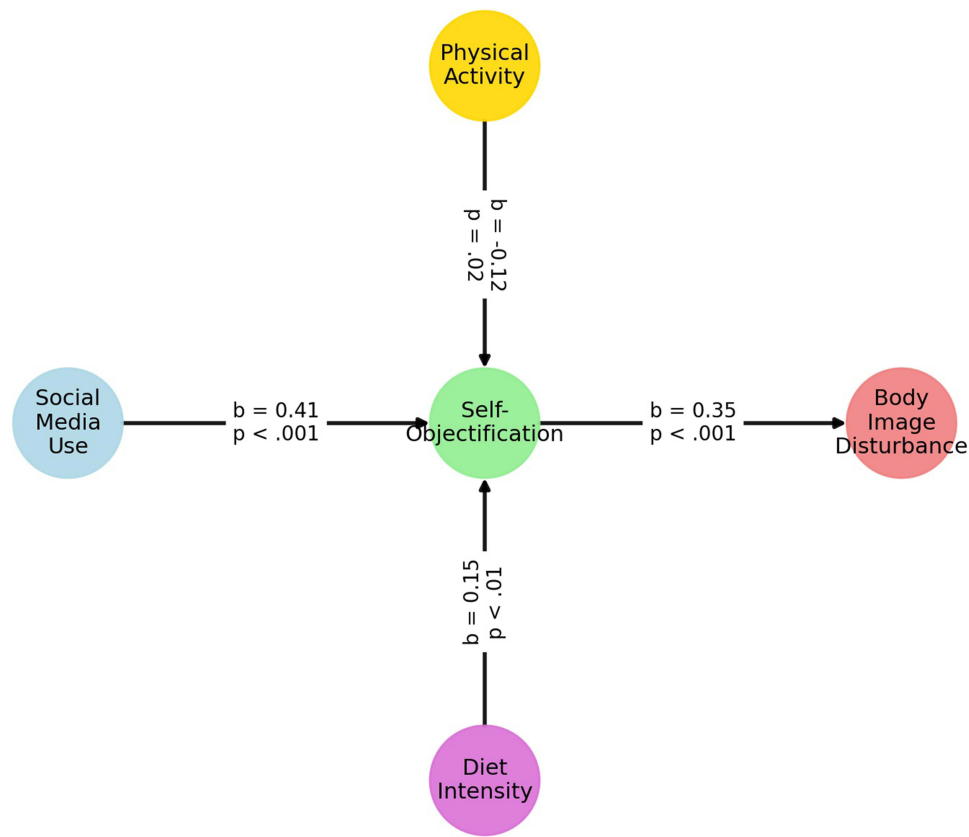 Physical
Activity
b = -0.12
p = .02
Social
Media
Use
b = 0.41
p < .001
Self-
Objectification
b = 0.35
p < .001
Body
Image
Disturbance
b = 0.15
p < .01
Diet
Intensity